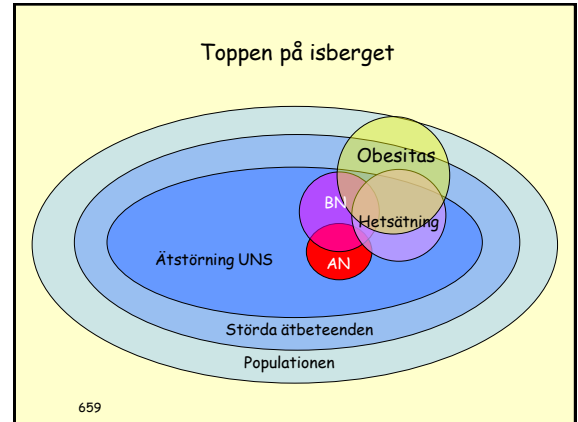 Toppen på isberget
Obesitas
BN
Hetsätning
Ätstörning UNS
AN
Störda ätbeteenden
Populationen
659